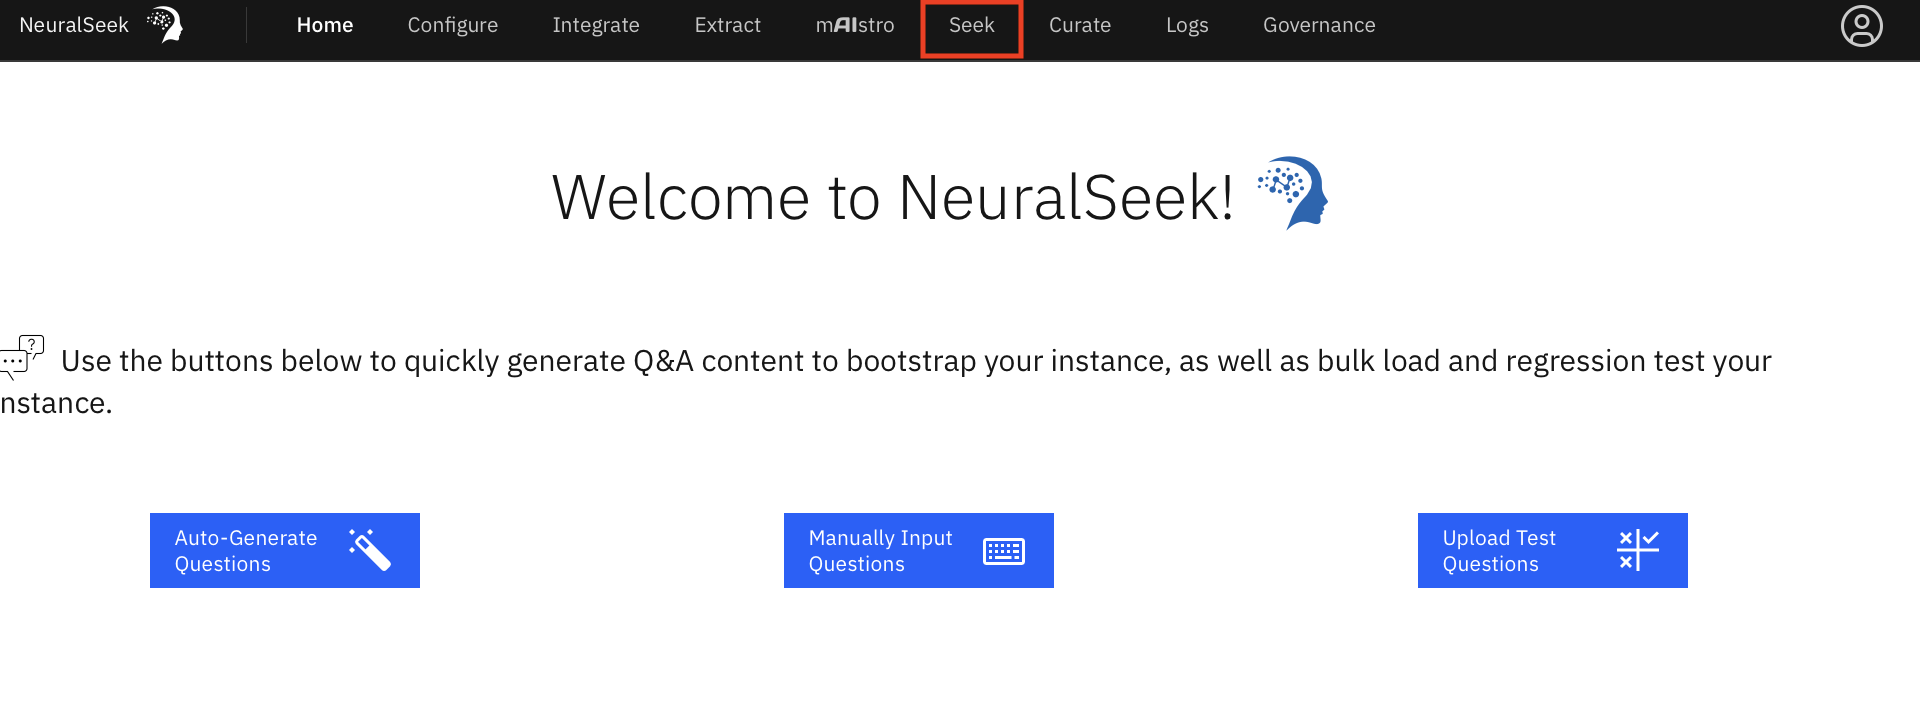 NeuralSeek Home Configure Integrate Extract mAIstro Seek Curate Logs Governance
Welcome to NeuralSeek!
?
Use the buttons below to quickly generate Q&A content to bootstrap your instance, as well as bulk load and regression test your
nstance.
Auto-Generate
Questions
Manually Input
Questions
Upload Test
Questions